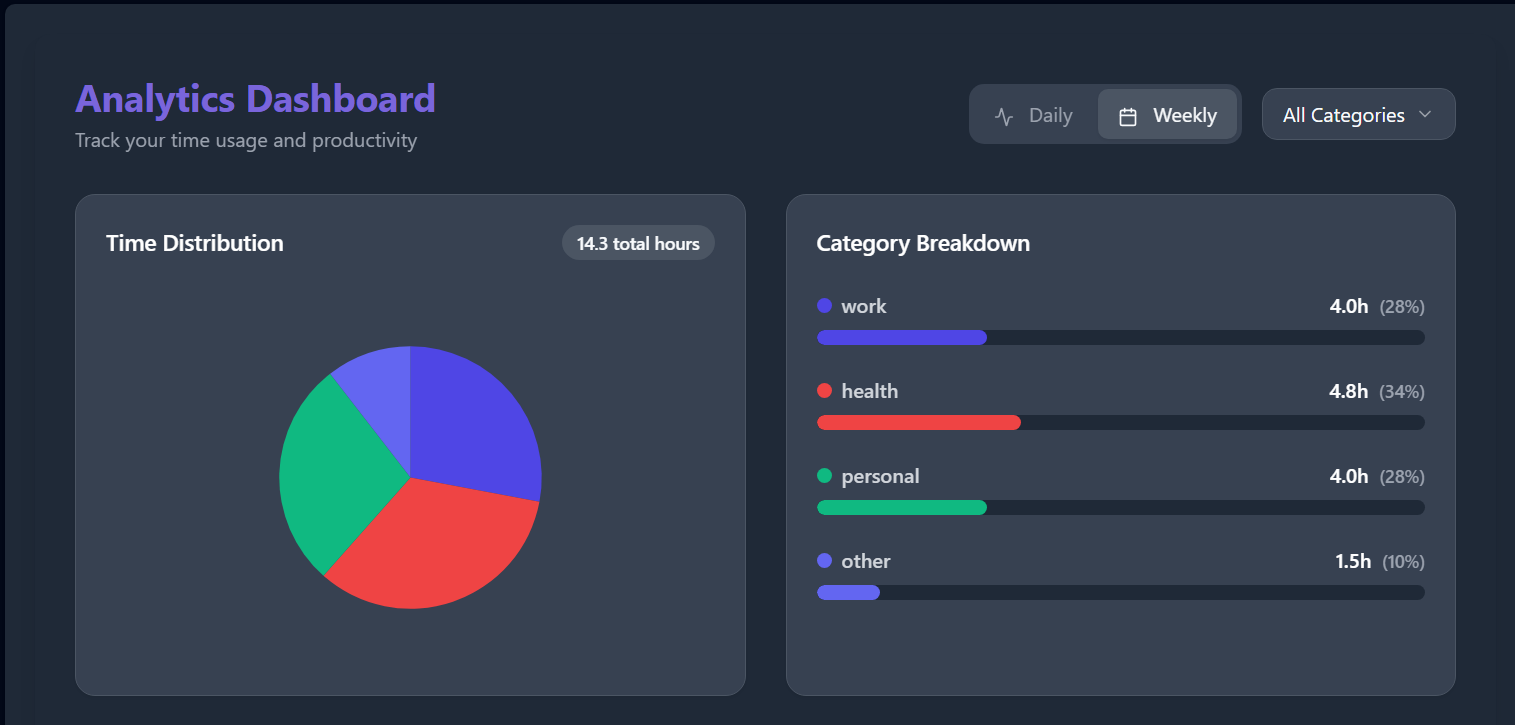 Analytics Dashboard
Track your time usage and productivity
Daily
Weekly
All Categories
Time Distribution
14.3 total hours
Category Breakdown
work 4.0h (28%)
health 4.8h (34%)
personal 4.0h (28%)
other 1.5h (10%)